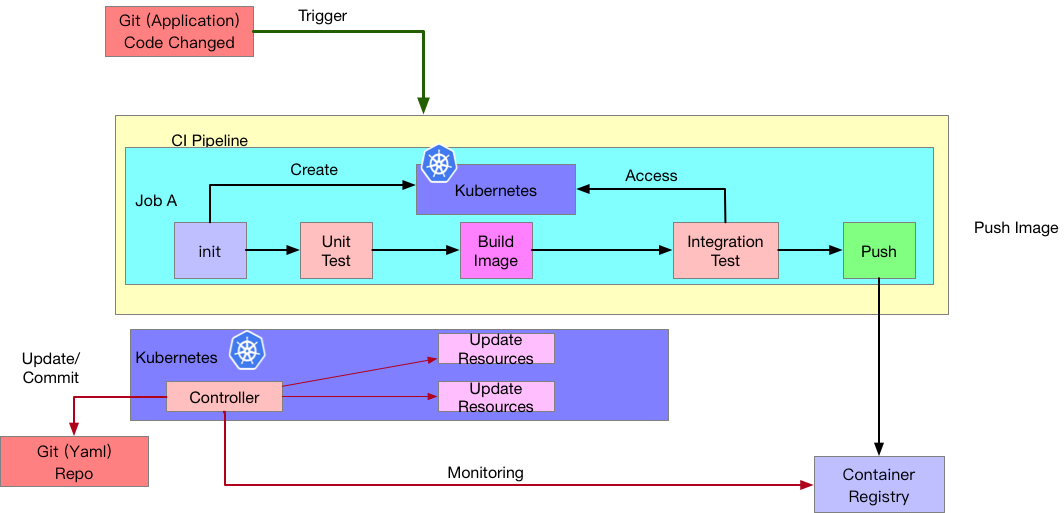 Git (Application)
Code Changed
Trigger
CI Pipeline
Create
Kubernetes
Access
Job A
init
Unit
Test
Build
Image
Integration
Test
Push
Push Image
Kubernetes
Update
Resources
Update
Resources
Controller
Update/
Commit
Git (Yaml)
Repo
Monitoring
Container
Registry